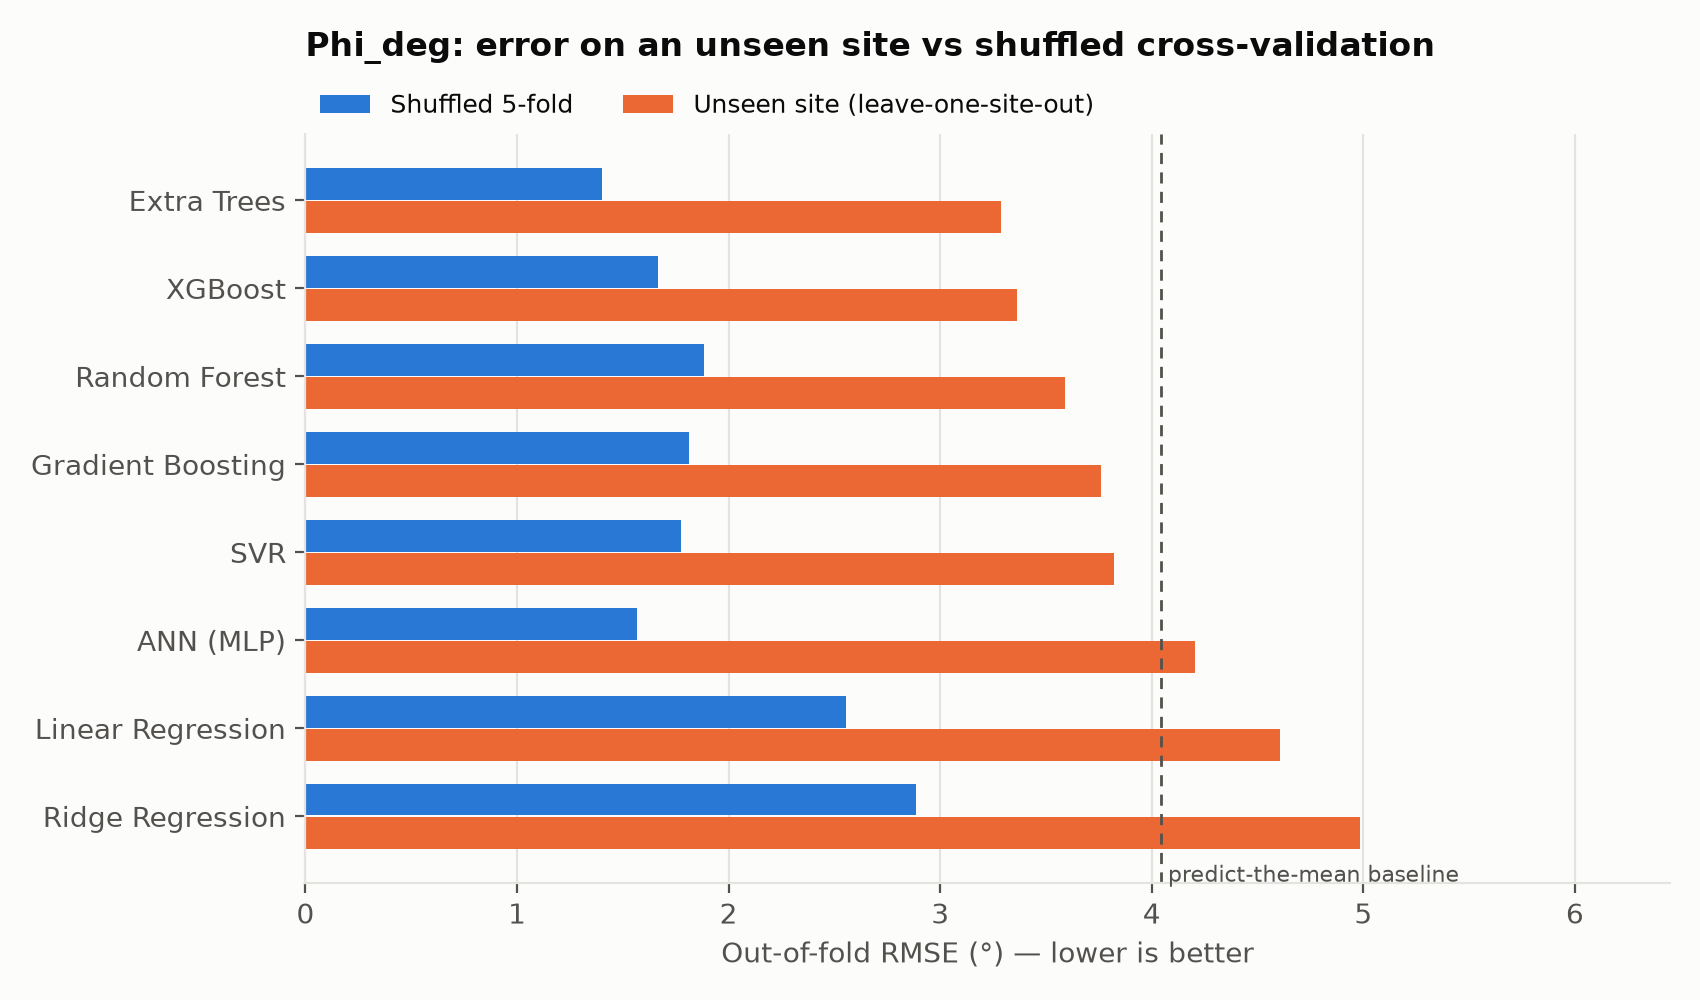 Phi_deg: error on an unseen site vs shuffled cross-validation
Shuffled 5-fold
Unseen site (leave-one-site-out)
Extra Trees
XGBoost
Random Forest
Gradient Boosting
SVR
ANN (MLP)
Linear Regression
Ridge Regression
predict-the-mean baseline
0 1 2 3 4 5 6
Out-of-fold RMSE (°) — lower is better